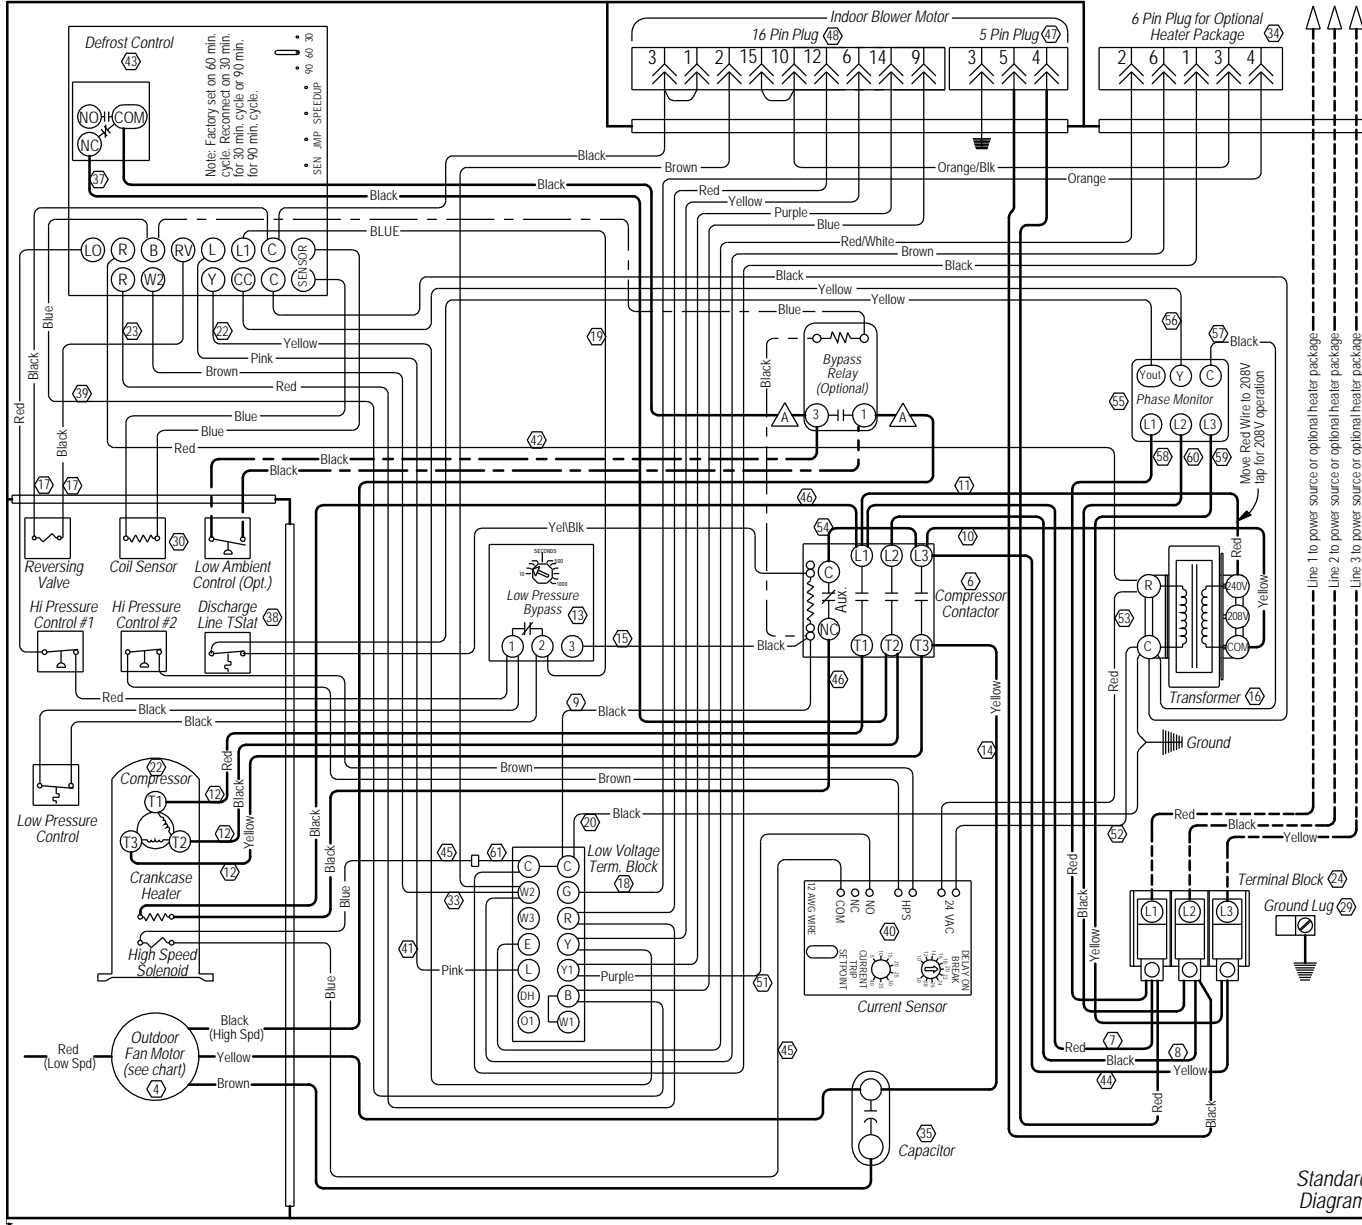 Indoor Blower Motor
16 Pin Plug 48
5 Pin Plug 47
6 Pin Plug for Optional
Heater Package 34
3 1 2 15 10 12 6 14 9
3 5 4
2 6 1 3 4
Defrost Control
43
NO COM
NC
37
Note: Factory set on 60 min.
cycle. Reconnect on 30 min.
for 30 min. cycle or 90 min.
for 90 min. cycle.
90 60 30
SEN JMP SPEEDUP
Black
Brown
Black
Black
Orange/Blk
Orange
Red
Yellow
Purple
Blue
Red/White
Brown
Black
Black
Yellow
Yellow
Blue
BLUE
LO R B RV L L1 C SENSOR
R W2 Y CC C
Blue
23
22
19
Yellow
Pink
Brown
Red
Blue
Blue
Red
Black
Black
Red
39
42
Black
Black
17 17
Bypass
Relay
(Optional)
Black
A 3 1 A
56
57
Black
Yout Y C
Phase Monitor
55
L1 L2 L3
58 60 59
Move Red Wire to 208V
tap for 208V operation
Line 1 to power source or optional heater package
Line 2 to power source or optional heater package
Line 3 to power source or optional heater package
Reversing
Valve
Coil Sensor
30
Low Ambient
Control (Opt.)
Hi Pressure
Control #1
Hi Pressure
Control #2
Discharge
Line TStat 38
SECONDS
10 500 1000
Low Pressure
Bypass
13
1 2 3
15
Yel\Blk
Black
46
11
54
10
C L1 L2 L3
Aux.
NC T1 T2 T3
6
Compressor
Contactor
46
Red
Yellow
R 240V
208V
C COM
53
Transformer 16
Red
Yellow
14
Ground
Red
Black
Black
9
Black
Low Pressure
Control
22
Compressor
T1
T3 T2
12
12
12
Red
Black
Yellow
Black
Black
Crankcase
Heater
High Speed
Solenoid
Blue
Blue
Brown
Brown
Black
20
45
61
Low Voltage
Term. Block
18
33
41
C C
W2 G
W3 R
E Y
L Y1
DH B
O1 W1
Pink
Purple
51
45
12 AWG WIRE
COM
NC
NO
HPS
24 VAC
40
SETPOINT
CURRENT
TRIP
DELAY ON
BREAK
Current Sensor
52
Red
Black
Yellow
Terminal Block 24
Ground Lug 29
L1 L2 L3
Red
Black
Yellow
Red
7
Black
8
Yellow
44
Red
Black
Outdoor
Fan Motor
(see chart)
4
Red
(Low Spd)
Black
(High Spd)
Yellow
Brown
35
Capacitor
Standard
Diagram